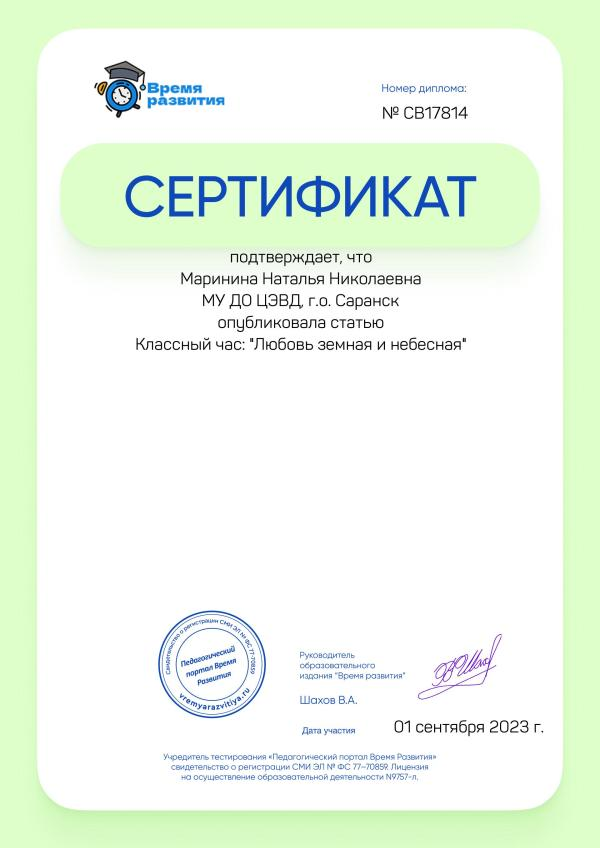 Время
развития
Номер диплома:
№ СВ17814
СЕРТИФИКАТ
подтверждает, что
Маринина Наталья Николаевна
МУ ДО ЦЭВД, г.о. Саранск
опубликовала статью
Классный час: "Любовь земная и небесная"
Свидетельство о регистрации СМИ ЭЛ № ФС 77-70859
Педагогический
портал Время
Развития
vremyarazvitiya.ru
Руководитель
образовательного
издания "Время развития"
Шахов В.А.
Дата участия
01 сентября 2023 г.
Учредитель тестирования «Педагогический портал Время Развития»
свидетельство о регистрации СМИ ЭЛ № ФС 77–70859. Лицензия
на осуществление образовательной деятельности N9757-л.